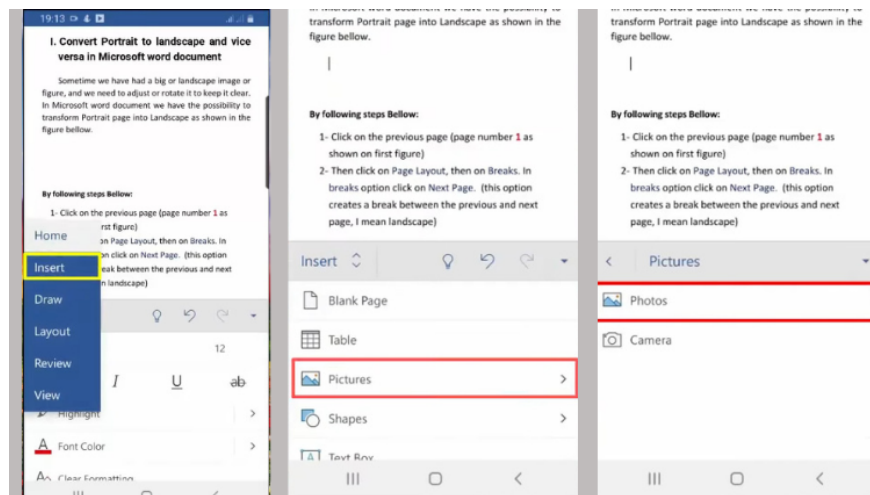 19:13
I. Convert Portrait to landscape and vice
versa in Microsoft word document
Sometime we have had a big or landscape image or
figure, and we need to adjust or rotate it to keep it clear.
In Microsoft word document we have the possibility to
transform Portrait page into Landscape as shown in the
figure bellow.
By following steps Bellow:
1- Click on the previous page (page number 1 as
rst figure)
on Page Layout, then on Breaks. In
on click on Next Page. (this option
eak between the previous and next
n landscape)
Home
Insert
Draw
Layout
Review
View
12
I U ab
Highlight
A Font Color
Clear Formatting
transform Portrait page into Landscape as shown in the
figure bellow.
By following steps Bellow:
1- Click on the previous page (page number 1 as
shown on first figure)
2- Then click on Page Layout, then on Breaks. In
breaks option click on Next Page. (this option
creates a break between the previous and next
page, I mean landscape)
Insert
Blank Page
Table
Pictures
Shapes
Text Box
transform Portrait page into Landscape as shown in the
figure bellow.
By following steps Bellow:
1- Click on the previous page (page number 1 as
shown on first figure)
2- Then click on Page Layout, then on Breaks. In
breaks option click on Next Page. (this option
creates a break between the previous and next
page, I mean landscape)
Pictures
Photos
Camera